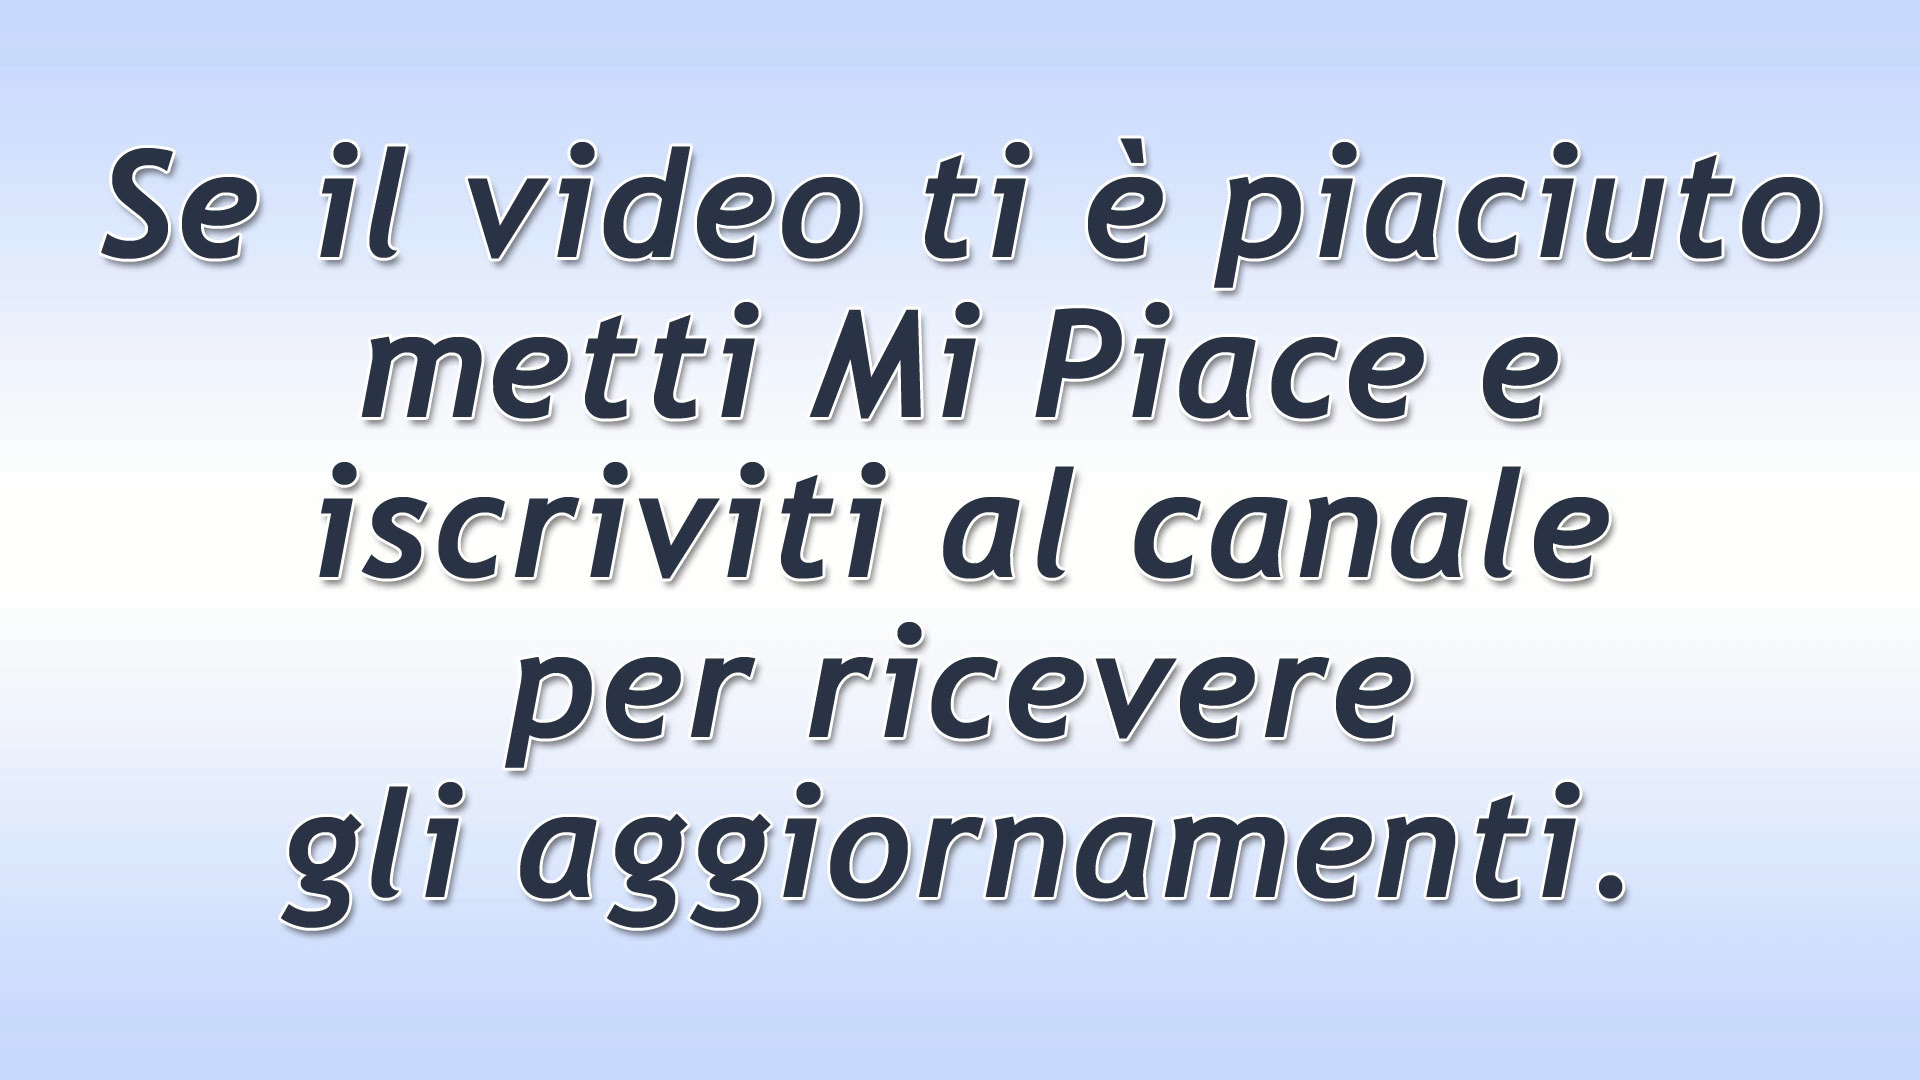 Se il video ti è piaciuto
metti Mi Piace e
iscriviti al canale
per ricevere
gli aggiornamenti.